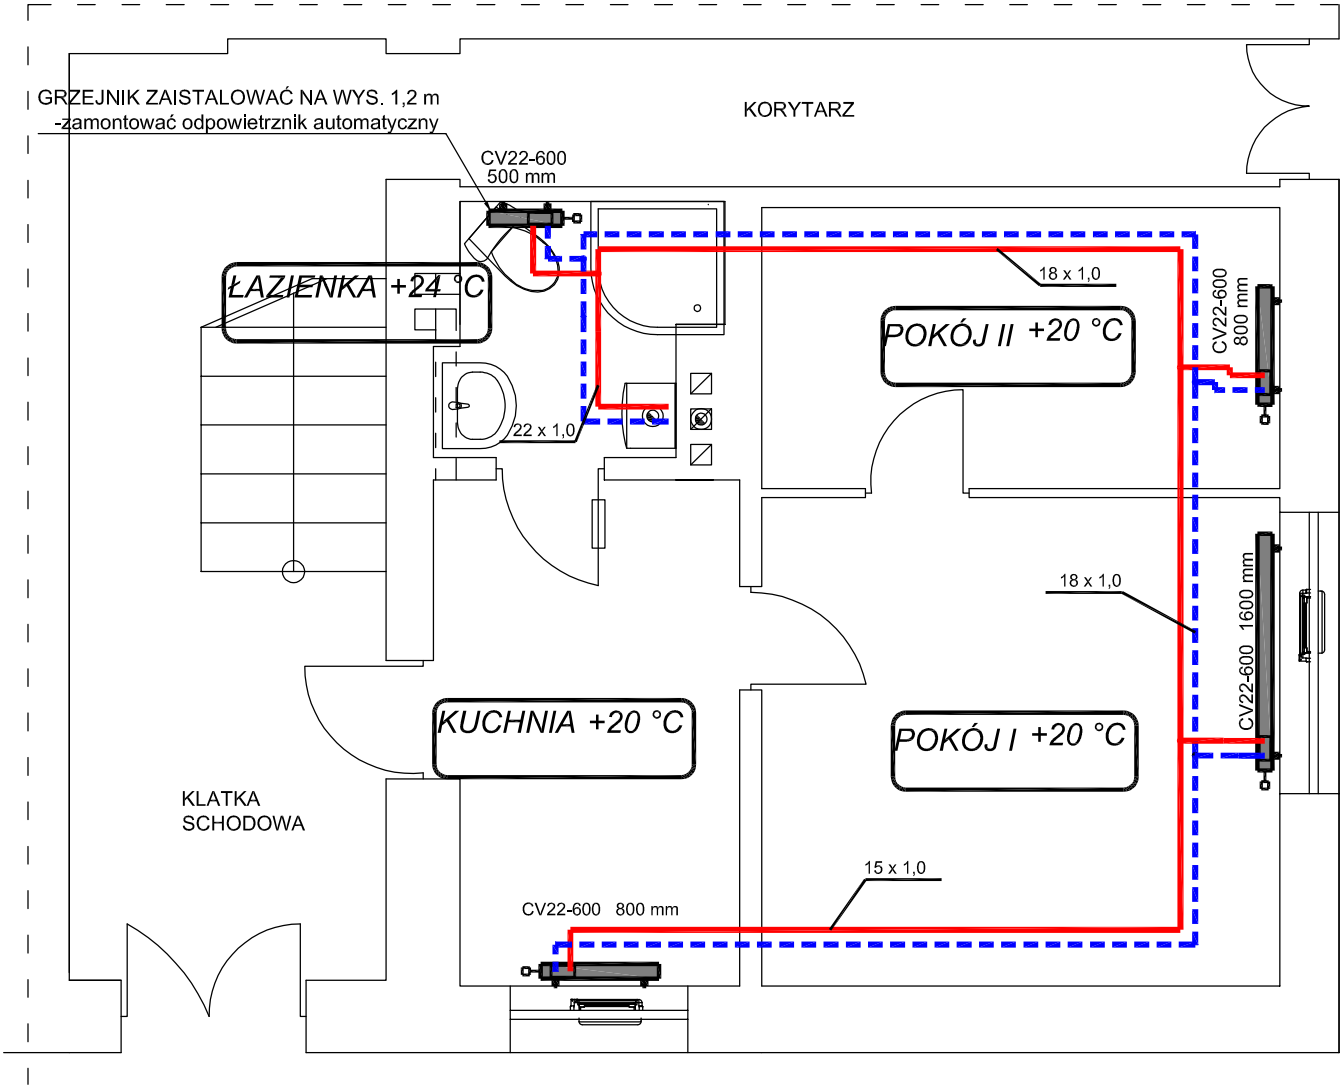 GRZEJNIK ZAISTALOWAĆ NA WYS. 1,2 m
-zamontować odpowietrznik automatyczny
KORYTARZ
CV22-600
500 mm
18 x 1,0
ŁAZIENKA +24 °C
CV22-600
800 mm
POKÓJ II +20 °C
22 x 1,0
18 x 1,0
CV22-600 1600 mm
KUCHNIA +20 °C
POKÓJ I +20 °C
KLATKA
SCHODOWA
15 x 1,0
CV22-600 800 mm